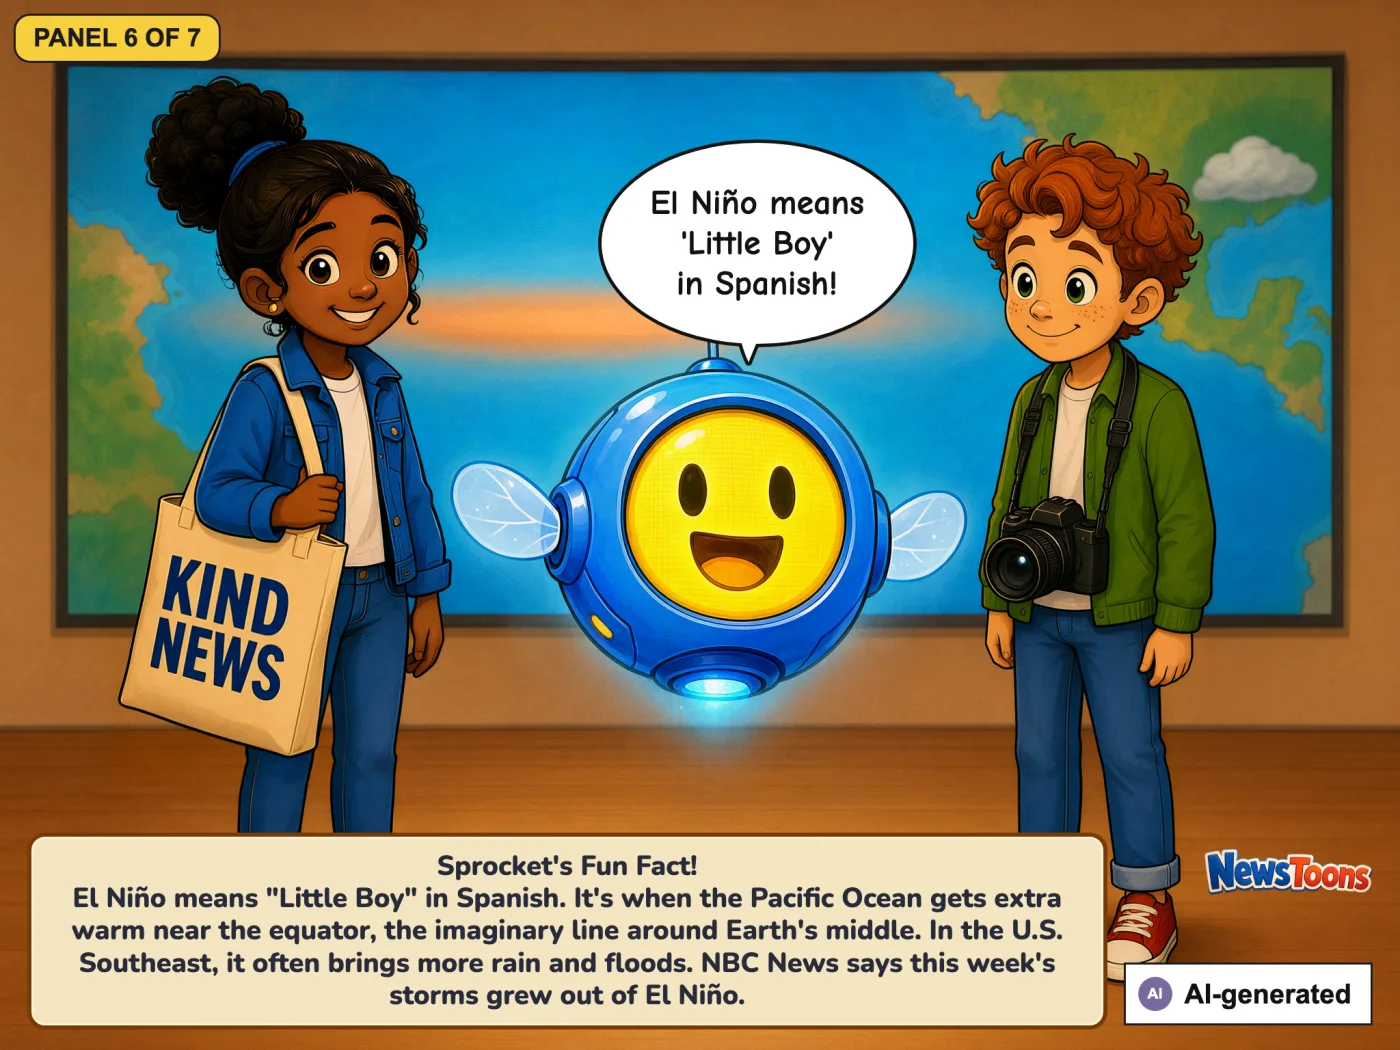 PANEL 6 OF 7
El Niño means
'Little Boy'
in Spanish!
KIND
NEWS
Sprocket's Fun Fact!
El Niño means "Little Boy" in Spanish. It's when the Pacific Ocean gets extra
warm near the equator, the imaginary line around Earth's middle. In the U.S.
Southeast, it often brings more rain and floods. NBC News says this week's
storms grew out of El Niño.
NewsToons
AI AI-generated